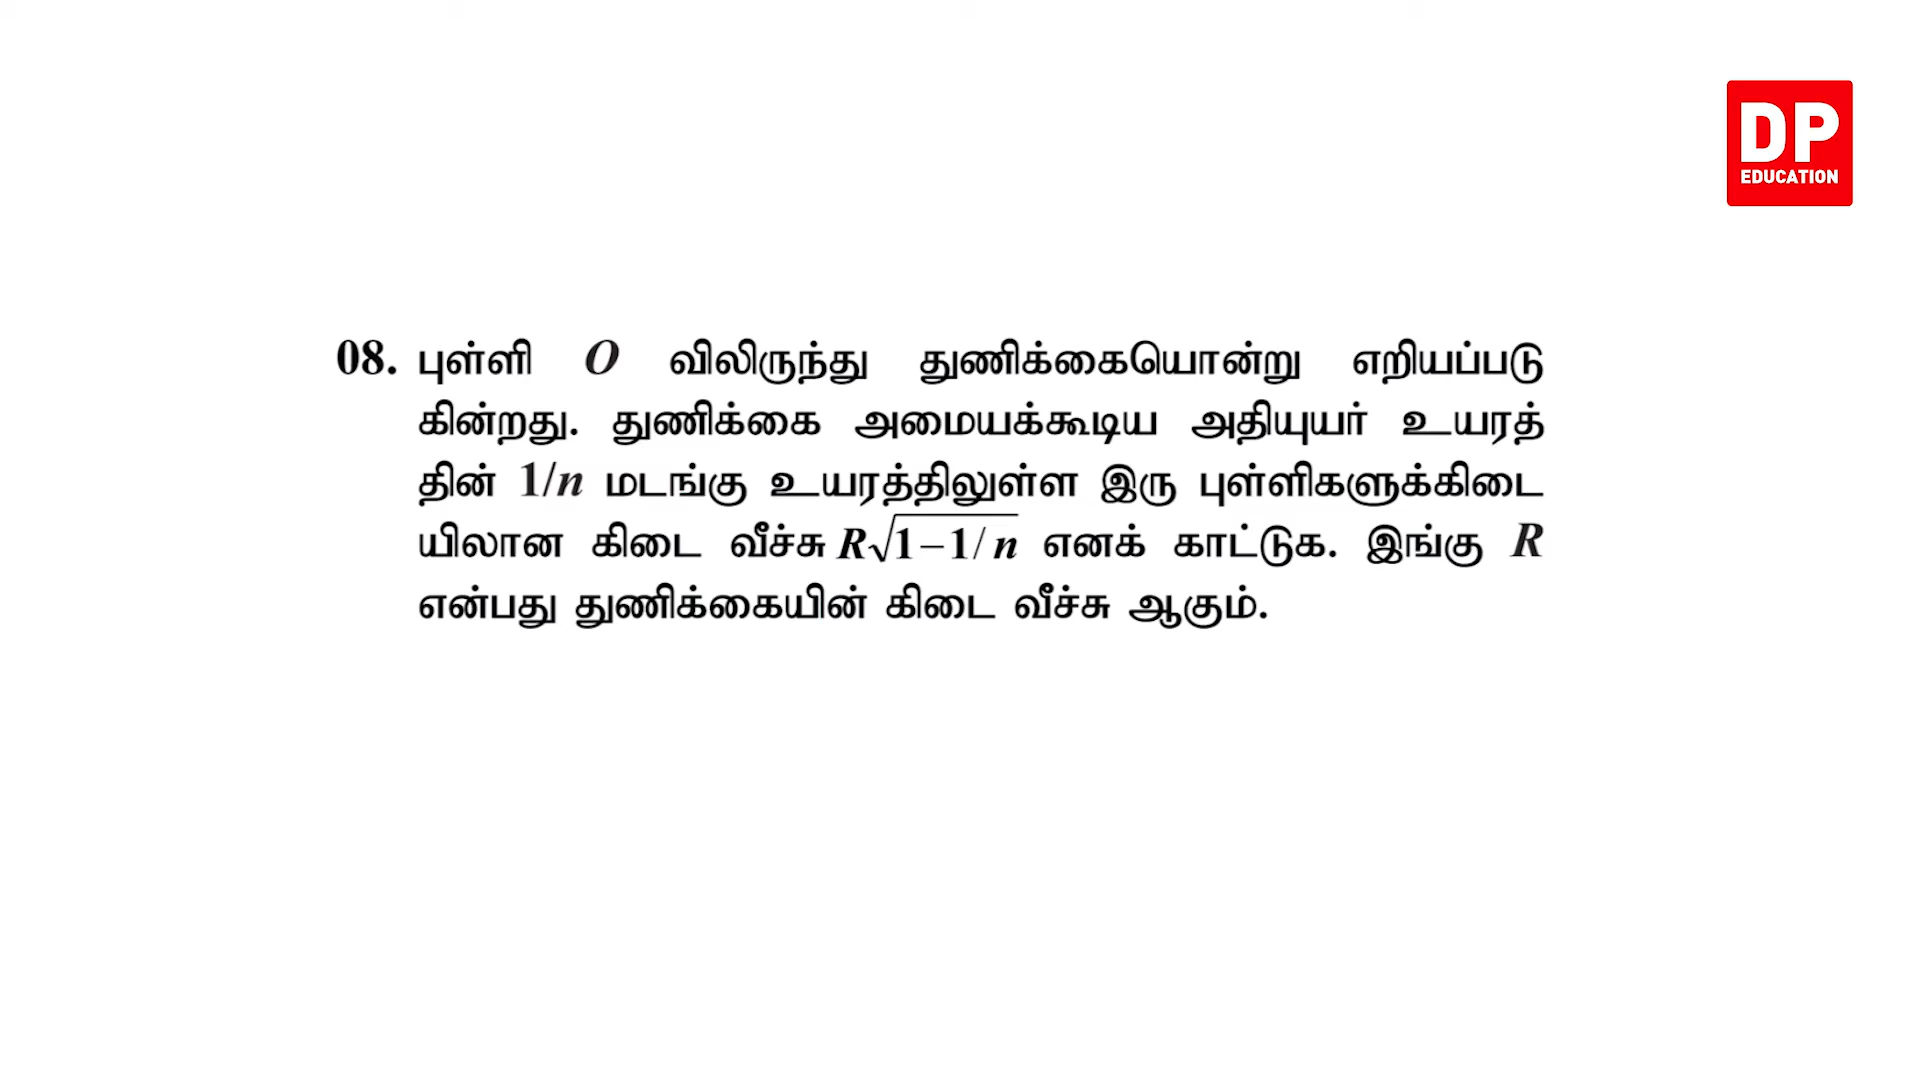 DP
EDUCATION
08. புள்ளி O விலிருந்து துணிக்கையொன்று எறியப்படு
கின்றது. துணிக்கை அமையக்கூடிய அதியுயர் உயரத்
தின் 1/n மடங்கு உயரத்திலுள்ள இரு புள்ளிகளுக்கிடை
யிலான கிடை வீச்சு R√1–1/n எனக் காட்டுக. இங்கு R
என்பது துணிக்கையின் கிடை வீச்சு ஆகும்.